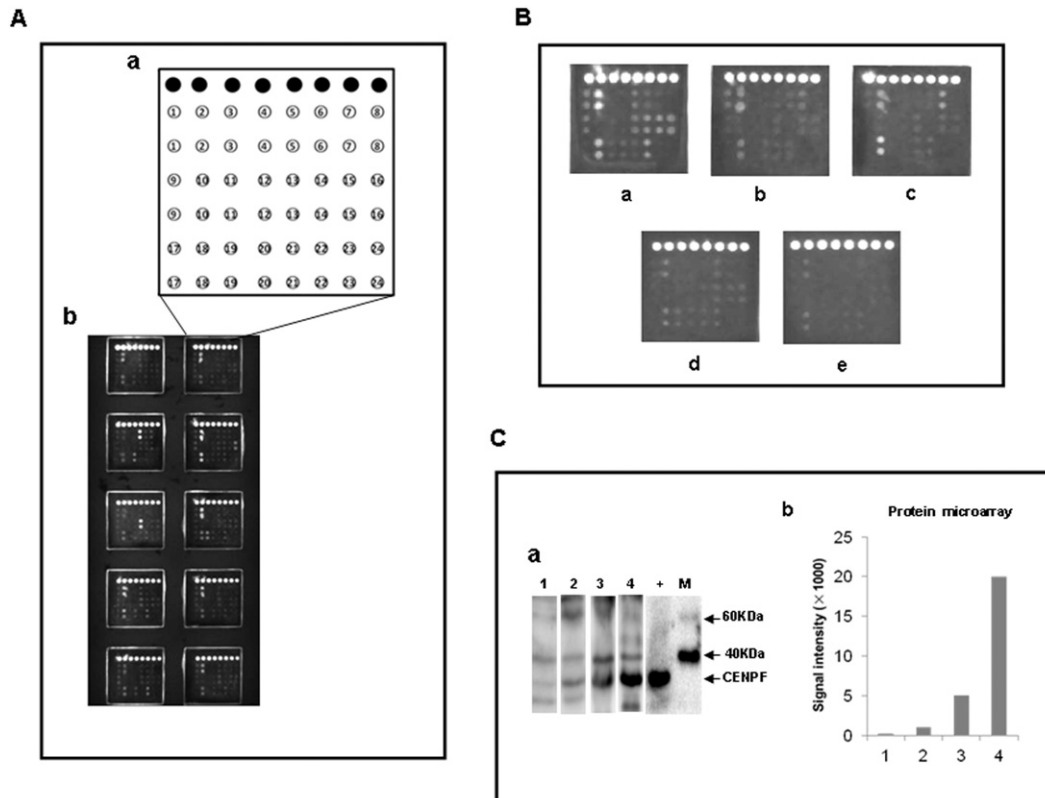 A
a
1 2 3 4 5 6 7 8
1 2 3 4 5 6 7 8
9 10 11 12 13 14 15 16
9 10 11 12 13 14 15 16
17 18 19 20 21 22 23 24
17 18 19 20 21 22 23 24
b
B
a b c
d e
C
a
1 2 3 4 + M
60KDa
40KDa
CENPF
b
Protein microarray
Signal intensity (×1000)
25
20
15
10
5
0
1 2 3 4